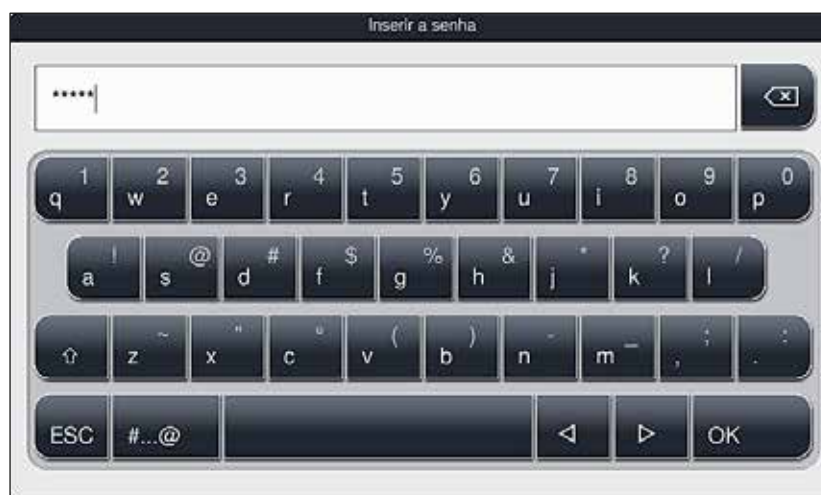 Inserir a senha
*****
1 2 3 4 5 6 7 8 9 0
q w e r t y u i o p
! @ # $ % & * ? /
a s d f g h j k l
~ " º ( ) - _ ; :
z x c v b n m , .
ESC #...@ OK